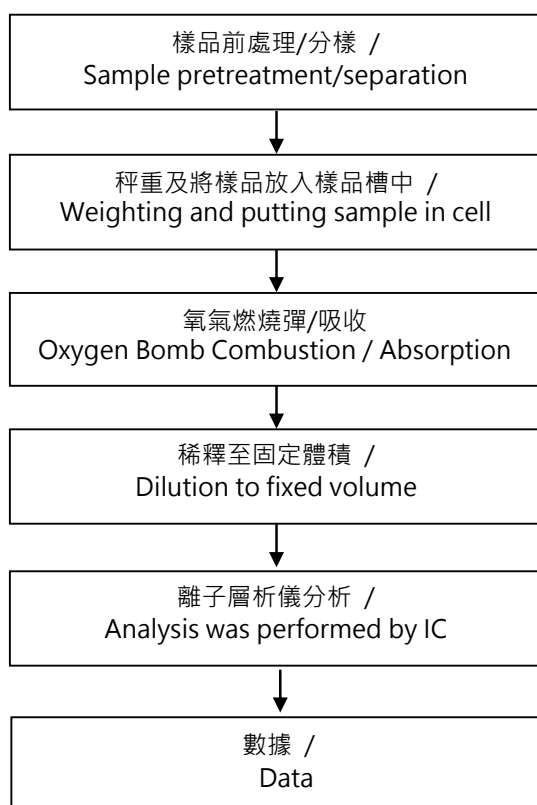 樣品前處理/分樣 /
Sample pretreatment/separation
秤重及將樣品放入樣品槽中 /
Weighting and putting sample in cell
氧氣燃燒彈/吸收
Oxygen Bomb Combustion / Absorption
稀釋至固定體積 /
Dilution to fixed volume
離子層析儀分析 /
Analysis was performed by IC
數據 /
Data